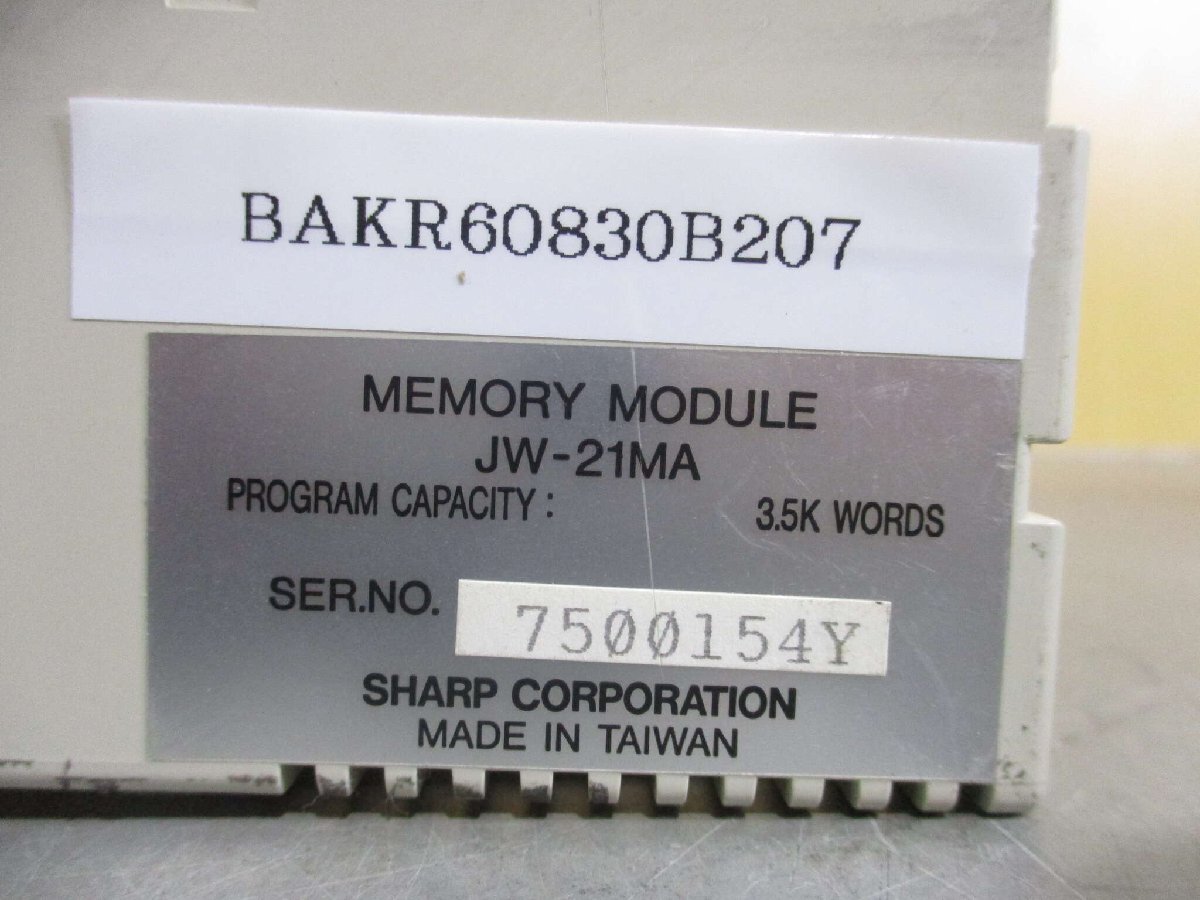 BAKR60830B207
MEMORY MODULE
JW-21MA
PROGRAM CAPACITY : 3.5K WORDS
SER.NO. 7500154Y
SHARP CORPORATION
MADE IN TAIWAN